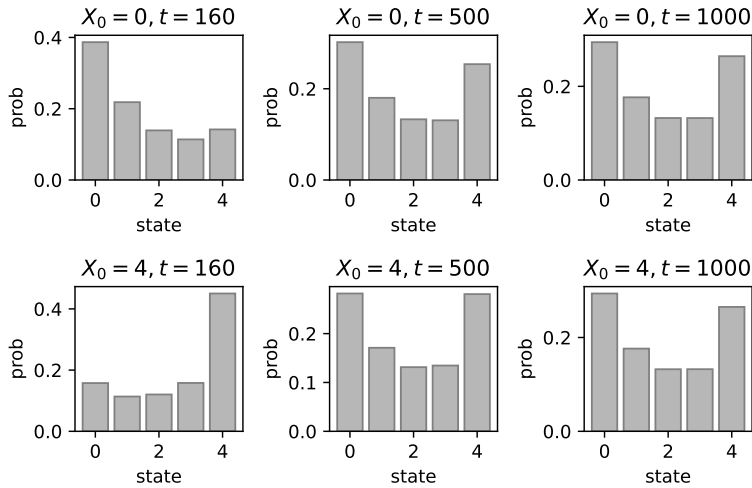 X₀ = 0, t = 160
X₀ = 0, t = 500
X₀ = 0, t = 1000
prob
0.4
0.2
0.0
0 2 4
state
prob
0.2
0.0
0 2 4
state
prob
0.2
0.0
0 2 4
state
X₀ = 4, t = 160
X₀ = 4, t = 500
X₀ = 4, t = 1000
prob
0.4
0.2
0.0
0 2 4
state
prob
0.2
0.1
0.0
0 2 4
state
prob
0.2
0.0
0 2 4
state